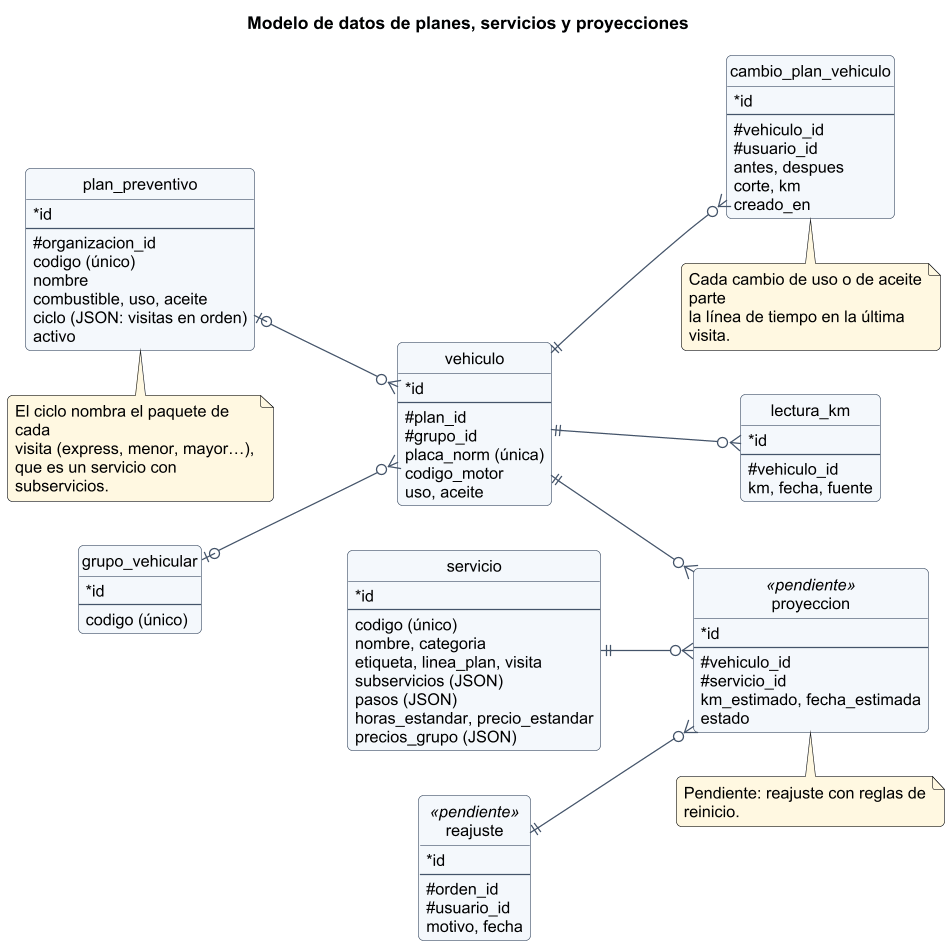 Modelo de datos de planes, servicios y proyecciones
cambio_plan_vehiculo
*id
#vehiculo_id
#usuario_id
antes, despues
corte, km
creado_en
Cada cambio de uso o de aceite
parte
la línea de tiempo en la última
visita.
plan_preventivo
*id
#organizacion_id
codigo (único)
nombre
combustible, uso, aceite
ciclo (JSON: visitas en orden)
activo
El ciclo nombra el paquete de
cada
visita (express, menor, mayor…),
que es un servicio con
subservicios.
vehiculo
*id
#plan_id
#grupo_id
placa_norm (única)
codigo_motor
uso, aceite
lectura_km
*id
#vehiculo_id
km, fecha, fuente
grupo_vehicular
*id
codigo (único)
servicio
*id
codigo (único)
nombre, categoria
etiqueta, linea_plan, visita
subservicios (JSON)
pasos (JSON)
horas_estandar, precio_estandar
precios_grupo (JSON)
«pendiente»
proyeccion
*id
#vehiculo_id
#servicio_id
km_estimado, fecha_estimada
estado
Pendiente: reajuste con reglas de
reinicio.
«pendiente»
reajuste
*id
#orden_id
#usuario_id
motivo, fecha